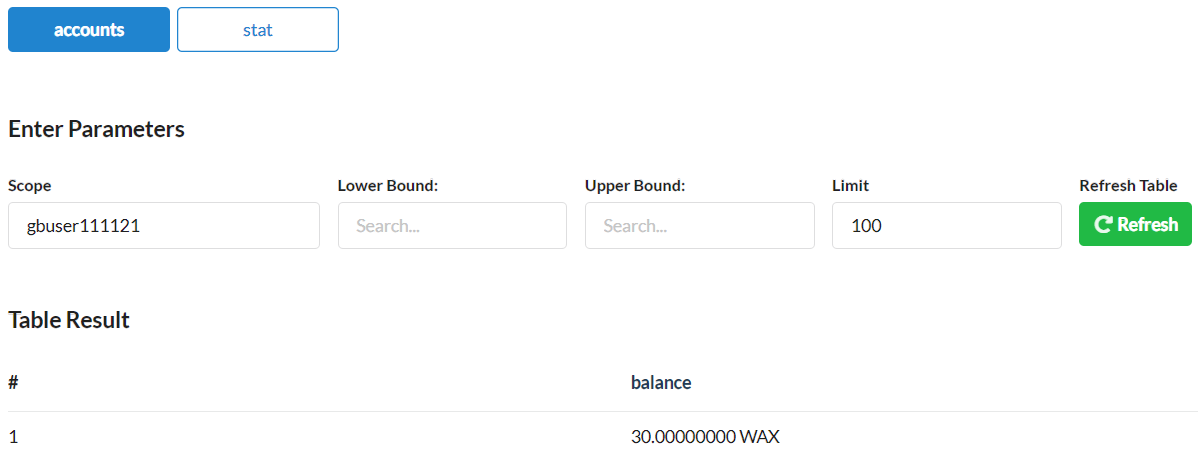 accounts stat
Enter Parameters
Scope Lower Bound: Upper Bound: Limit Refresh Table
gbuser111121 Search... Search... 100 Refresh
Table Result
# balance
1 30.00000000 WAX